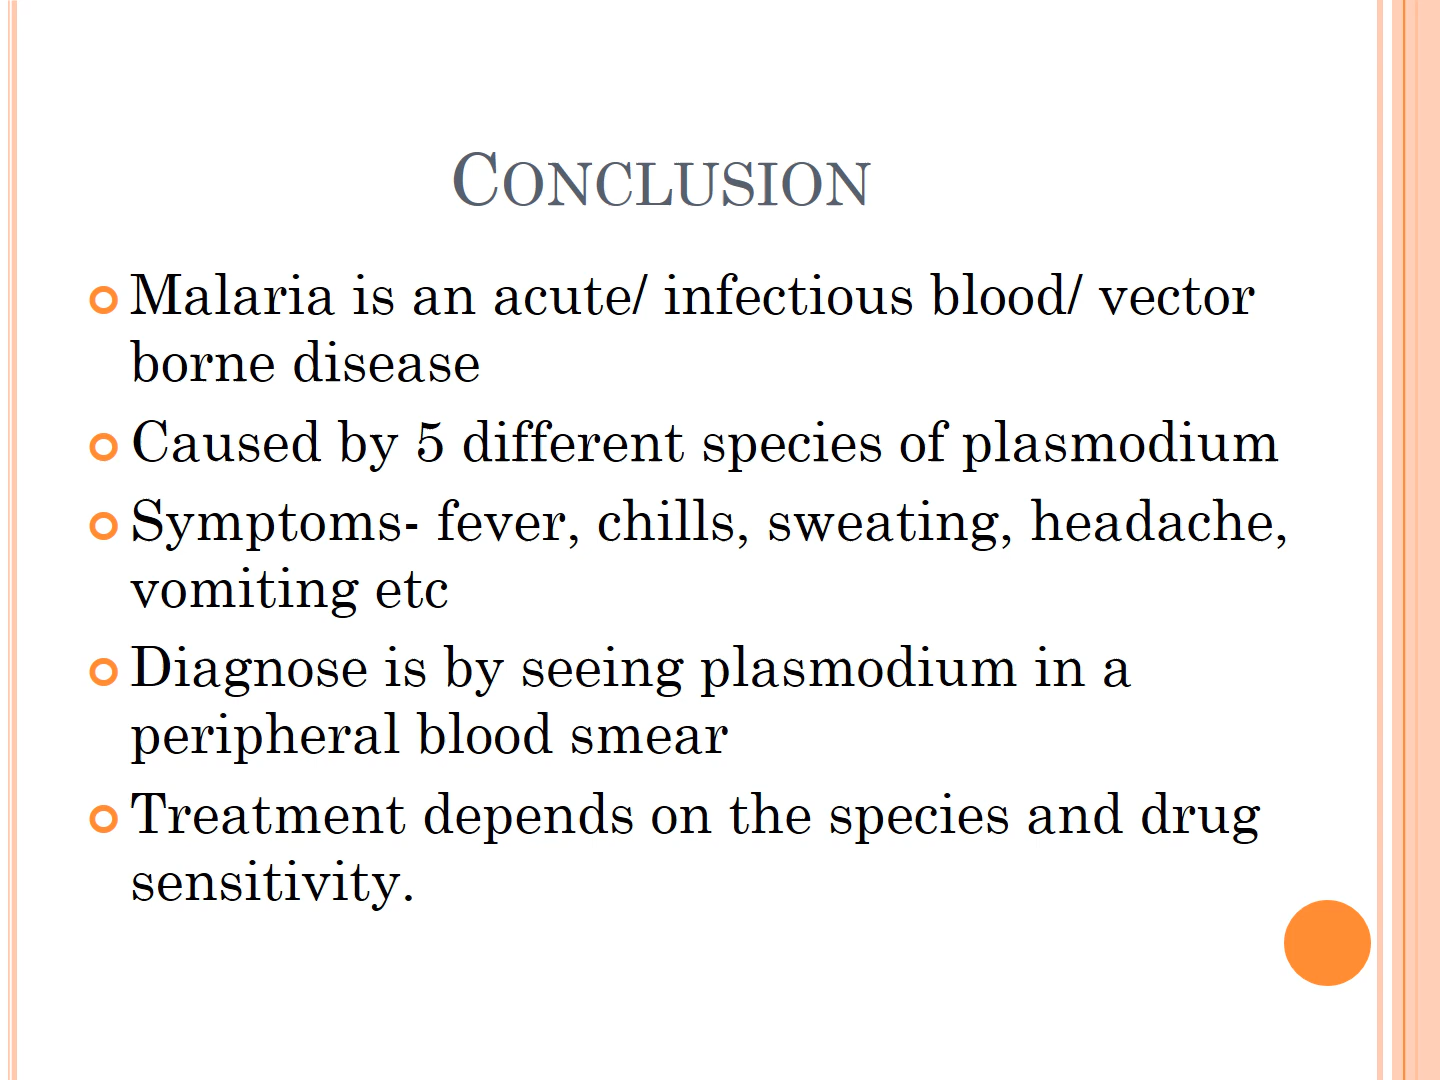 CONCLUSION
Malaria is an acute/ infectious blood/ vector
borne disease
Caused by 5 different species of plasmodium
Symptoms- fever, chills, sweating, headache,
vomiting etc
Diagnose is by seeing plasmodium in a
peripheral blood smear
Treatment depends on the species and drug
sensitivity.